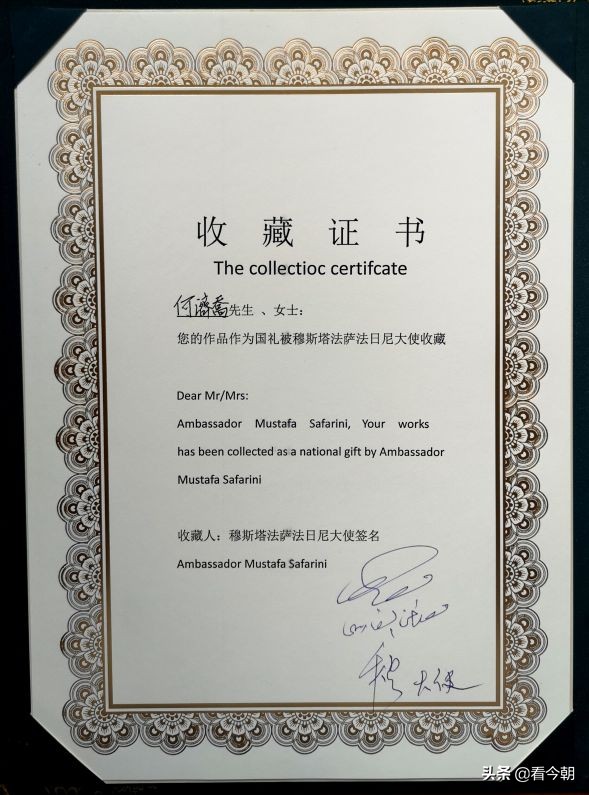 收藏证书
The collectioc certifcate
何濟喬先生 、女士：
您的作品作为国礼被穆斯塔法萨法日尼大使收藏
Dear Mr/Mrs:
Ambassador Mustafa Safarini, Your works
has been collected as a national gift by Ambassador
Mustafa Safarini
收藏人：穆斯塔法萨法日尼大使签名
Ambassador Mustafa Safarini
穆 大使
头条 @看今朝